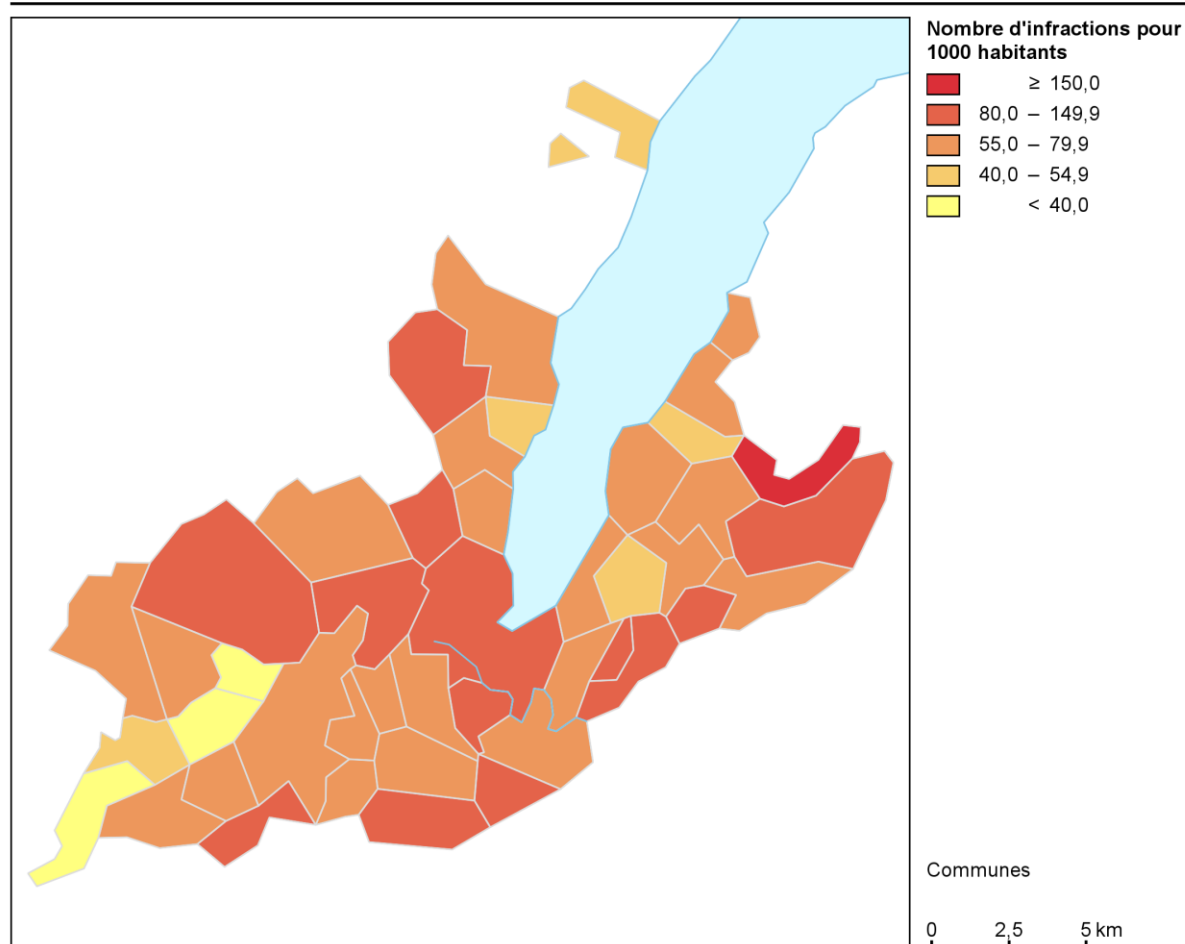 Nombre d'infractions pour
1000 habitants
≥ 150,0
80,0 – 149,9
55,0 – 79,9
40,0 – 54,9
< 40,0
Communes
0 2,5 5 km